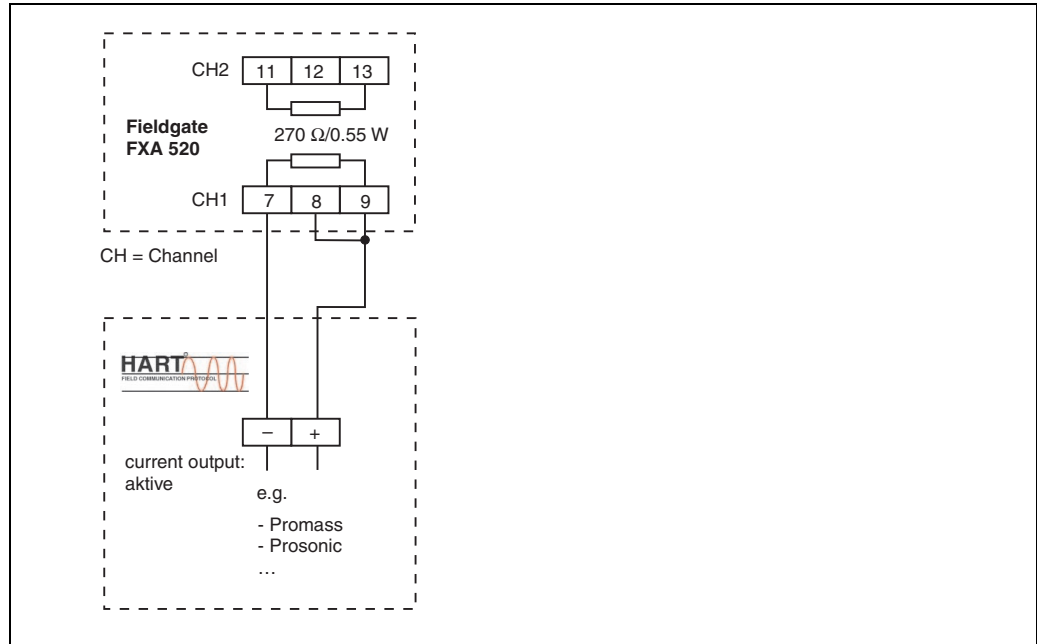 CH2 11 12 13
Fieldgate
FXA 520
270 Ω/0.55 W
CH1 7 8 9
CH = Channel
HART
FIELD COMMUNICATION PROTOCOL
– +
current output:
aktive
e.g.
- Promass
- Prosonic
…